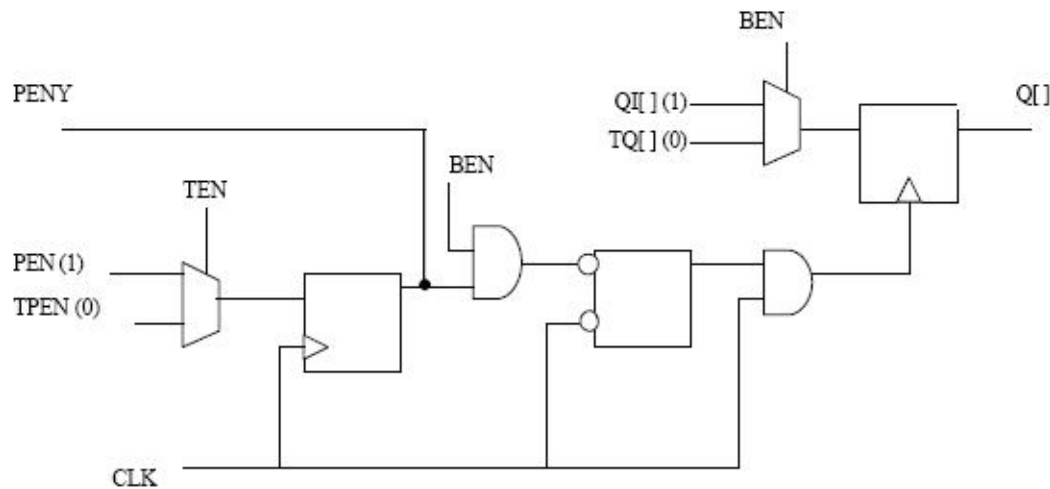 BEN
PENY
QI[ ] (1)
Q[ ]
TQ[ ] (0)
BEN
TEN
PEN (1)
TPEN (0)
CLK